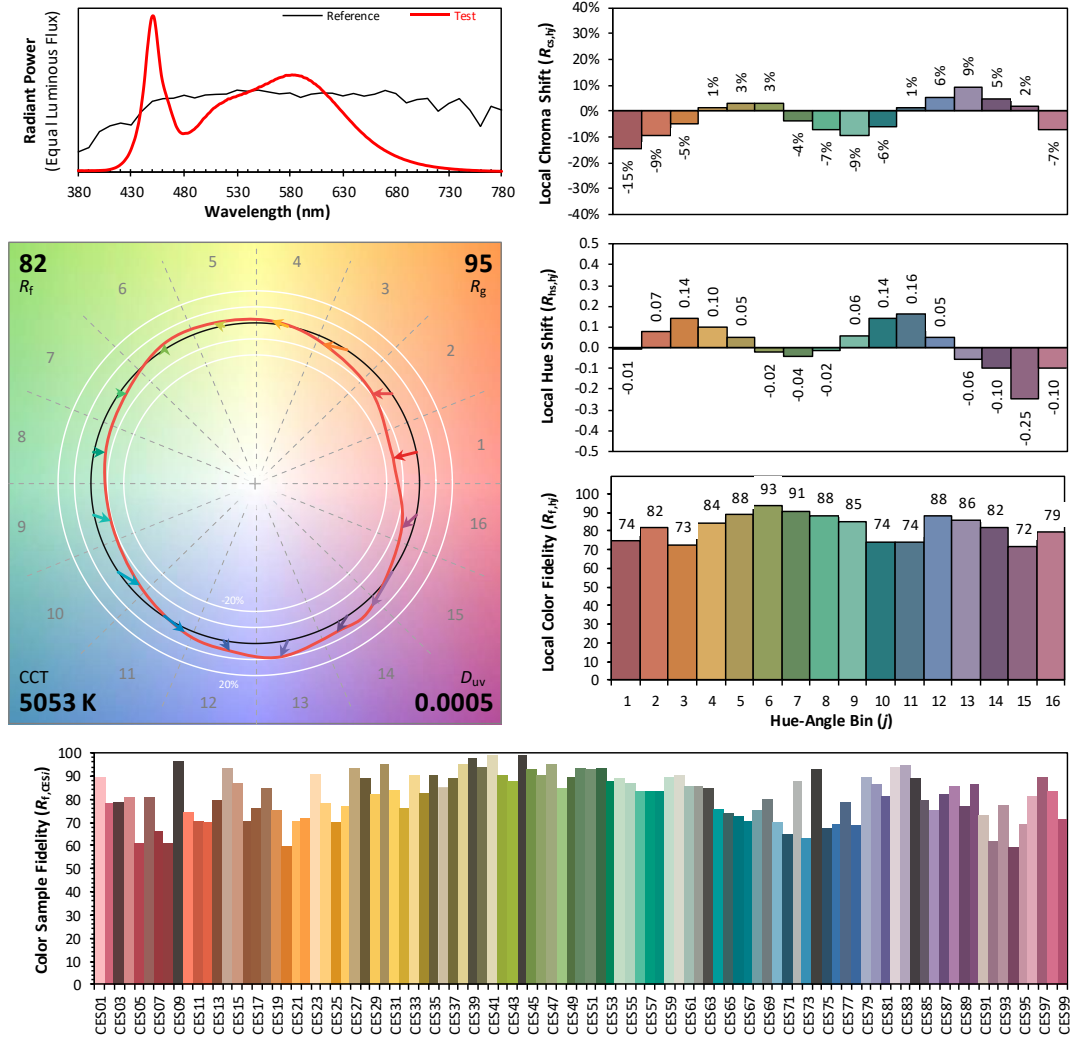 Radiant Power
(Equal Luminous Flux)
Reference
Test
380 430 480 530 580 630 680 730 780
Wavelength (nm)
Local Chroma Shift (Rcs,hj)
40%
30%
20%
10%
0%
-10%
-20%
-30%
-40%
-15% -9% -5% 1% 3% 3% -4% -7% -9% -6% 1% 6% 9% 5% 2% -7%
82
Rf
95
Rg
5 4
6 3
7 2
8 1
9 16
10 15
11 14
12 13
-20%
20%
CCT
5053 K
Duv
0.0005
Local Hue Shift (Rhs,hj)
0.5
0.4
0.3
0.2
0.1
0.0
-0.1
-0.2
-0.3
-0.4
-0.5
-0.01 0.07 0.14 0.10 0.05 -0.02 -0.04 -0.02 0.06 0.14 0.16 0.05 -0.06 -0.10 -0.25 -0.10
Local Color Fidelity (Rf,hj)
100
90
80
70
60
50
40
30
20
10
0
74 82 73 84 88 93 91 88 85 74 74 88 86 82 72 79
1 2 3 4 5 6 7 8 9 10 11 12 13 14 15 16
Hue-Angle Bin (j)
Color Sample Fidelity (Rf,CESi)
100
90
80
70
60
50
40
30
20
10
0
CES01 CES03 CES05 CES07 CES09 CES11 CES13 CES15 CES17 CES19 CES21 CES23 CES25 CES27 CES29 CES31 CES33 CES35 CES37 CES39 CES41 CES43 CES45 CES47 CES49 CES51 CES53 CES55 CES57 CES59 CES61 CES63 CES65 CES67 CES69 CES71 CES73 CES75 CES77 CES79 CES81 CES83 CES85 CES87 CES89 CES91 CES93 CES95 CES97 CES99